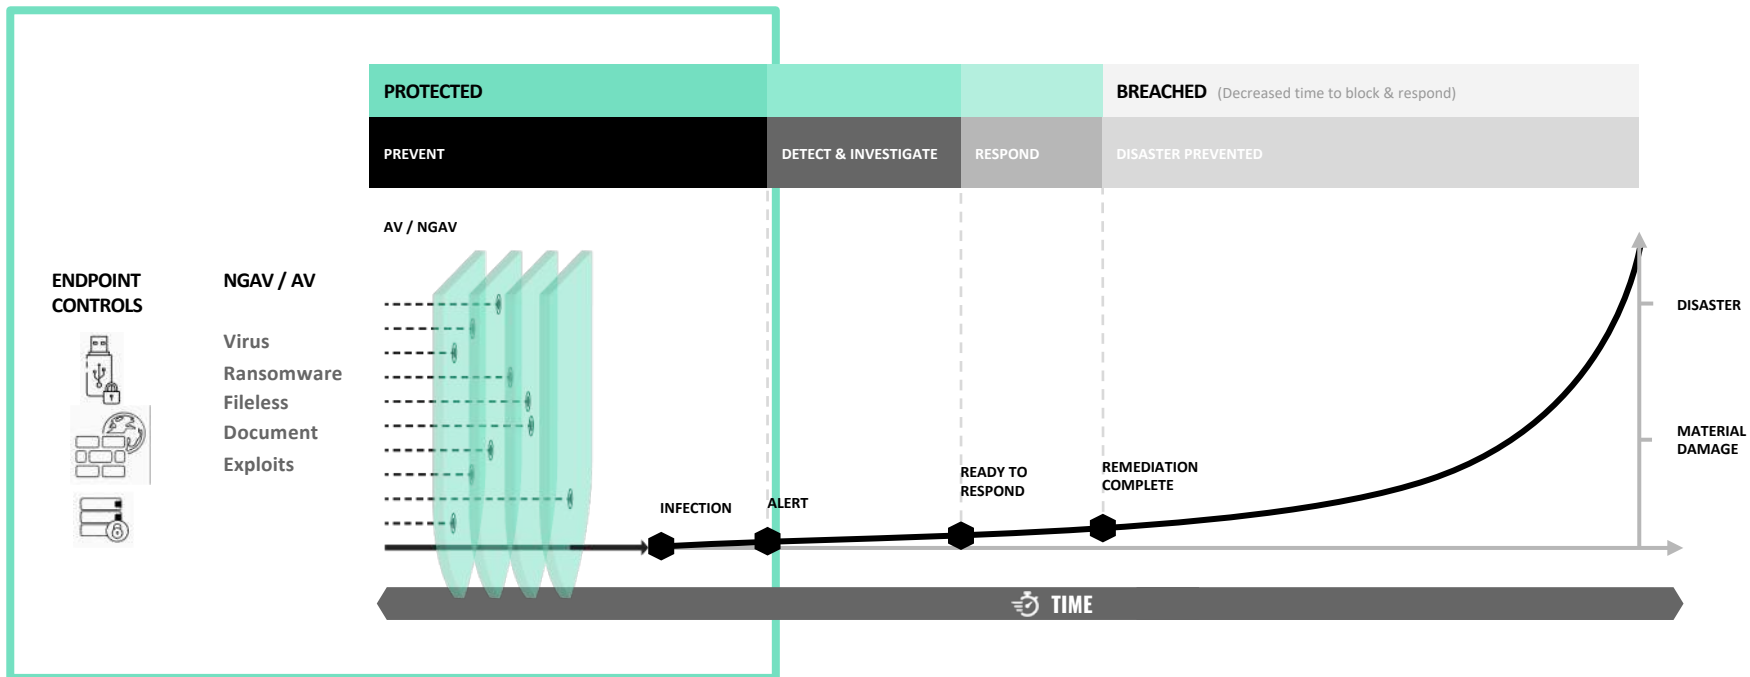 PROTECTED
BREACHED (Decreased time to block & respond)
PREVENT
DETECT & INVESTIGATE
RESPOND
DISASTER PREVENTED
AV / NGAV
ENDPOINT
CONTROLS
NGAV / AV
Virus
Ransomware
Fileless
Document
Exploits
INFECTION
ALERT
READY TO
RESPOND
REMEDIATION
COMPLETE
DISASTER
MATERIAL
DAMAGE
TIME